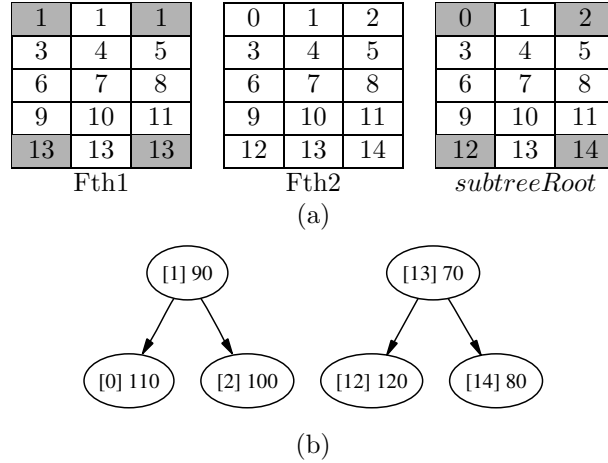 1 1 1 0 1 2 0 1 2
3 4 5 3 4 5 3 4 5
6 7 8 6 7 8 6 7 8
9 10 11 9 10 11 9 10 11
13 13 13 12 13 14 12 13 14
Fth1 Fth2 subtreeRoot
(a)
[1] 90 [13] 70
[0] 110 [2] 100 [12] 120 [14] 80
(b)